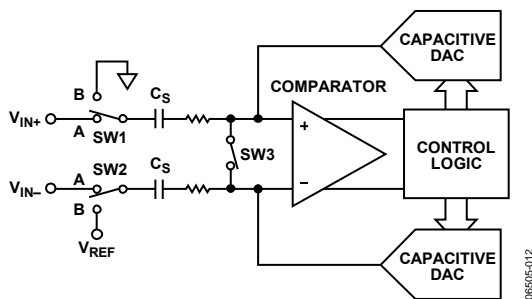 CAPACITIVE
DAC
COMPARATOR
B
CS
VIN+
A
SW1
+
SW3
CONTROL
LOGIC
VIN–
A
SW2
CS
–
B
VREF
CAPACITIVE
DAC
06505-012